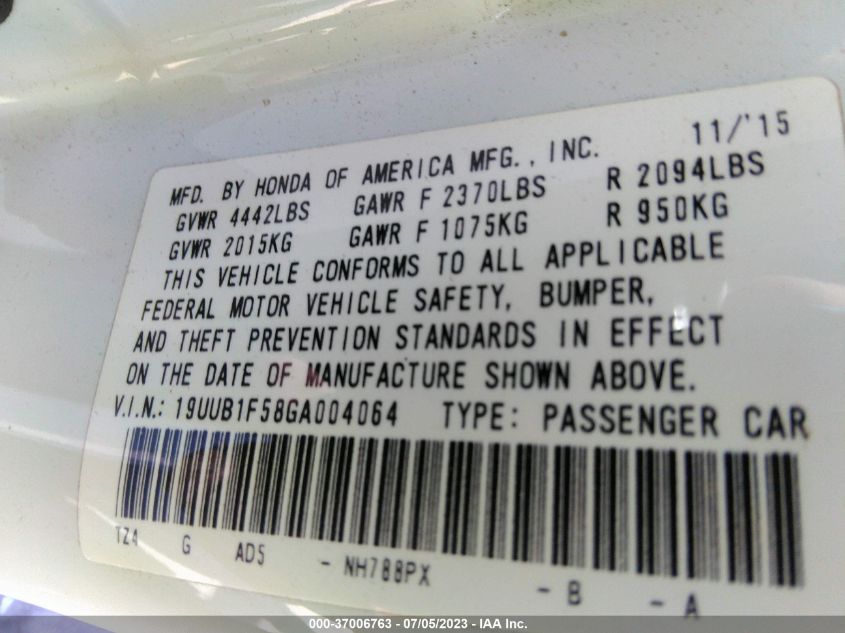 11/'15
MFD. BY HONDA OF AMERICA MFG., INC.
GVWR 4442LBS GAWR F 2370LBS R 2094LBS
GVWR 2015KG GAWR F 1075KG R 950KG
THIS VEHICLE CONFORMS TO ALL APPLICABLE
FEDERAL MOTOR VEHICLE SAFETY, BUMPER,
AND THEFT PREVENTION STANDARDS IN EFFECT
ON THE DATE OF MANUFACTURE SHOWN ABOVE.
V.I.N.: 19UUB1F58GA004064 TYPE: PASSENGER CAR
TZ4 G AD5 - NH788PX - B - A
000-37006763 - 07/05/2023 - IAA Inc.